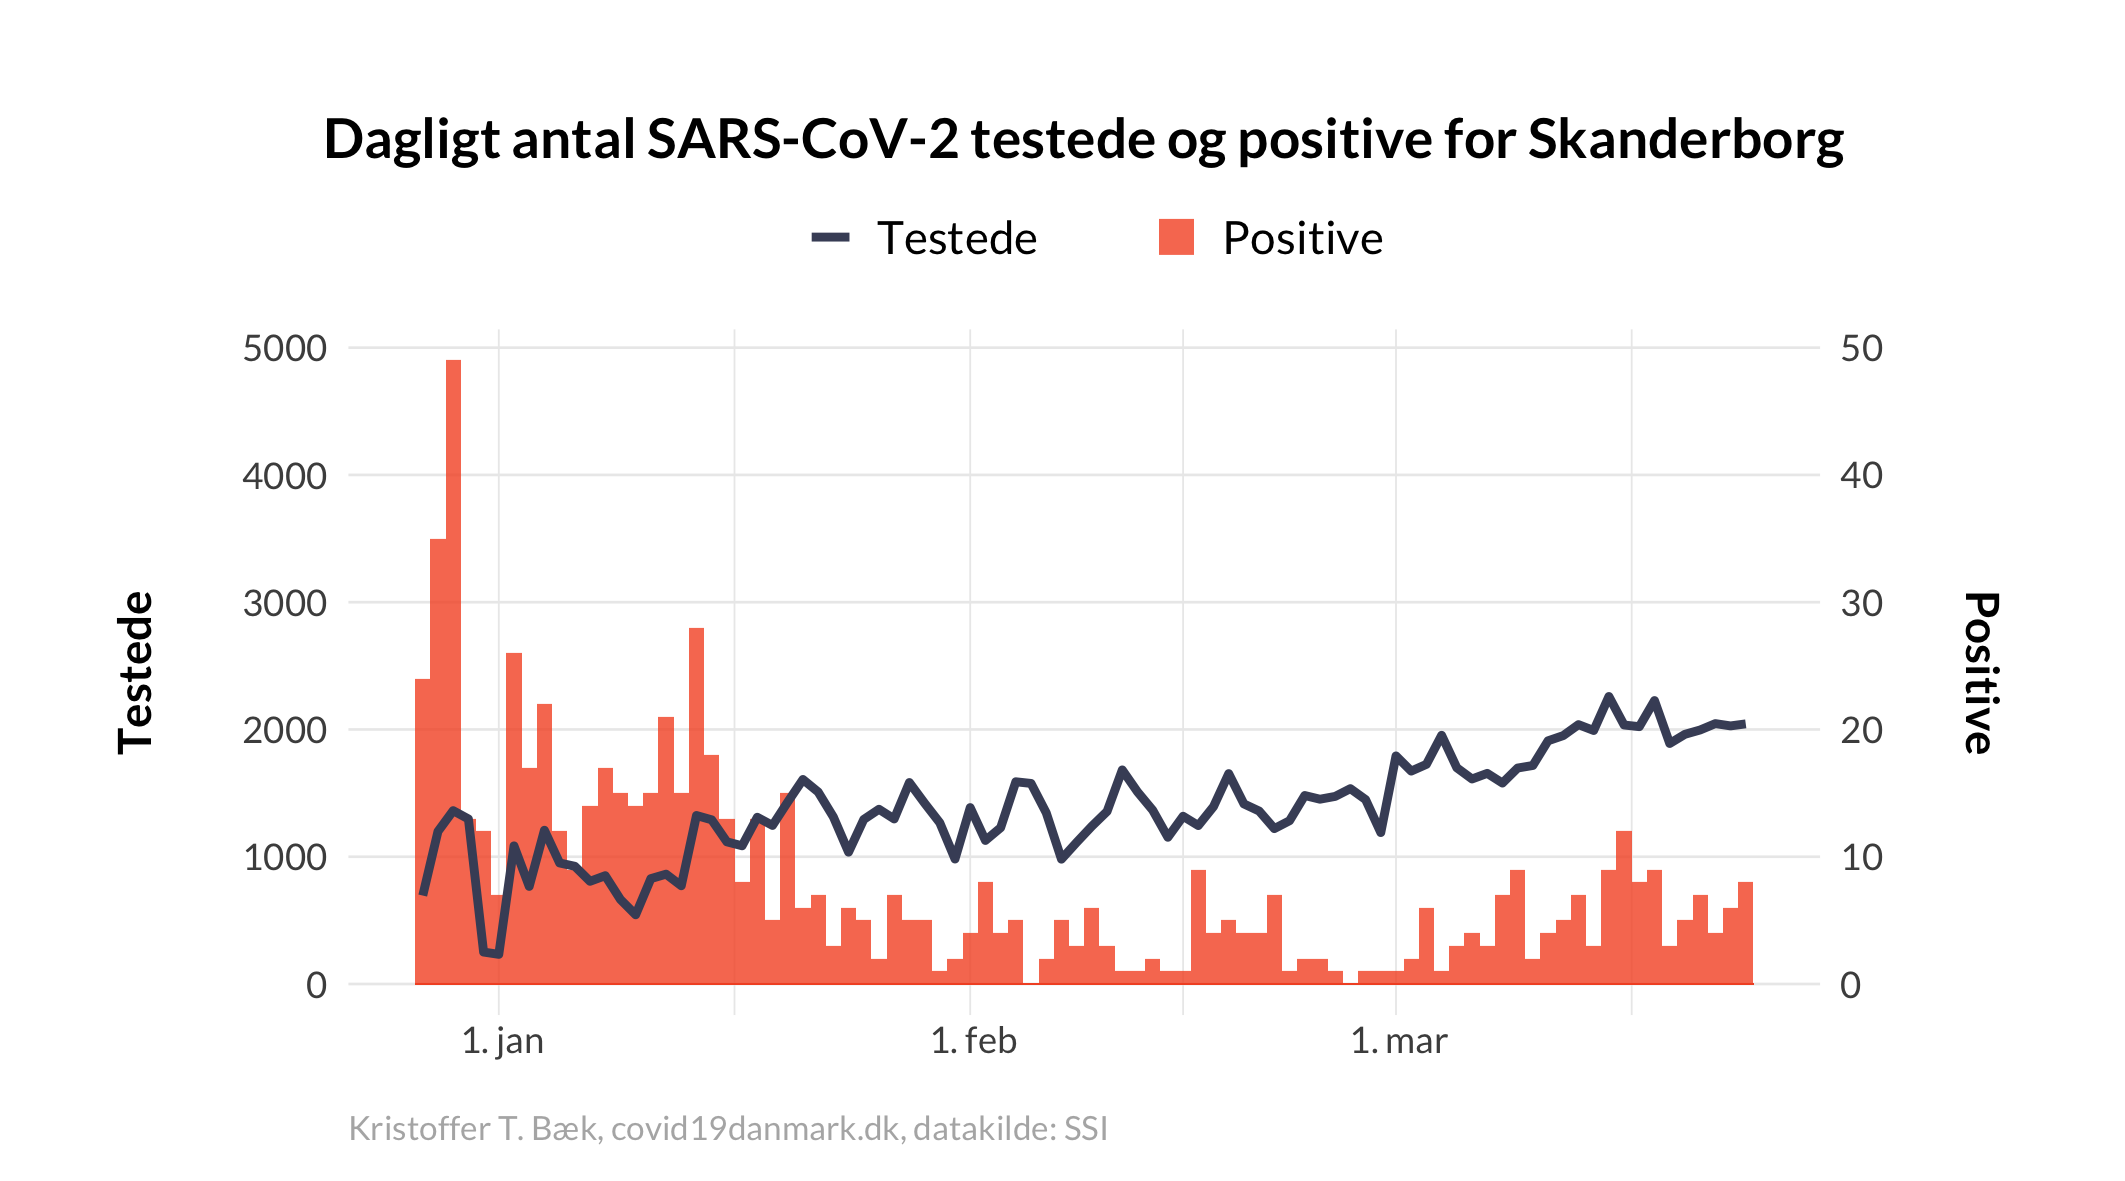 Dagligt antal SARS-CoV-2 testede og positive for Skanderborg
Testede
Positive
5000
4000
3000
2000
1000
0
Testede
50
40
30
20
10
0
Positive
1. jan
1. feb
1. mar
Kristoffer T. Bæk, covid19danmark.dk, datakilde: SSI